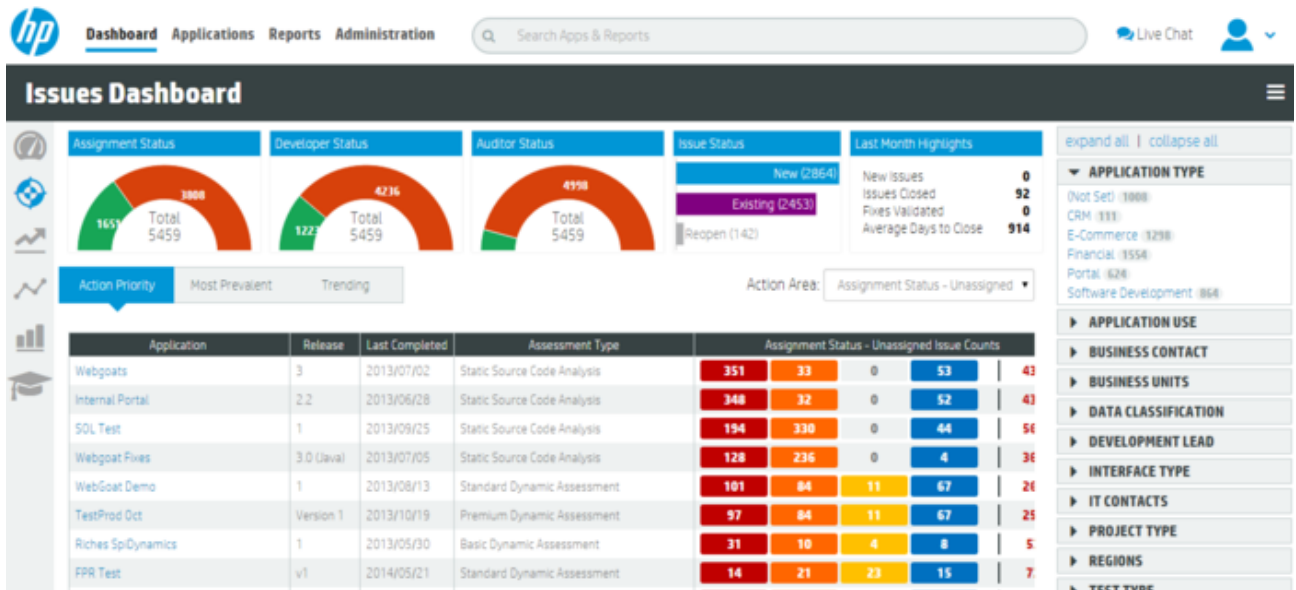 hp Dashboard Applications Reports Administration Search Apps & Reports Live Chat
Issues Dashboard
Assignment Status Developer Status Auditor Status Issue Status Last Month Highlights
1651 3808 Total 5459
1223 4236 Total 5459
4998 Total 5459
New (2864)
Existing (2453)
Reopen (142)
New Issues 0
Issues Closed 92
Fixes Validated 0
Average Days to Close 914
Action Priority Most Prevalent Trending Action Area: Assignment Status - Unassigned
Application Release Last Completed Assessment Type Assignment Status - Unassigned Issue Counts
Webgoats 3 2013/07/02 Static Source Code Analysis 351 33 0 53
Internal Portal 2.2 2013/06/28 Static Source Code Analysis 348 32 0 52
SQL Test 1 2013/09/25 Static Source Code Analysis 194 330 0 44
Webgoat Fixes 3.0 (Java) 2013/07/05 Static Source Code Analysis 128 236 0 4
WebGoat Demo 1 2013/08/13 Standard Dynamic Assessment 101 84 11 67
TestProd Oct Version 1 2013/10/19 Premium Dynamic Assessment 97 84 11 67
Riches SpiDynamics 1 2013/05/30 Basic Dynamic Assessment 31 10 4 8
FPR Test v1 2014/05/21 Standard Dynamic Assessment 14 21 23 15
expand all | collapse all
APPLICATION TYPE
(Not Set) 1008
CRM 111
E-Commerce 1298
Financial 1554
Portal 624
Software Development 864
APPLICATION USE
BUSINESS CONTACT
BUSINESS UNITS
DATA CLASSIFICATION
DEVELOPMENT LEAD
INTERFACE TYPE
IT CONTACTS
PROJECT TYPE
REGIONS
TEST TYPE